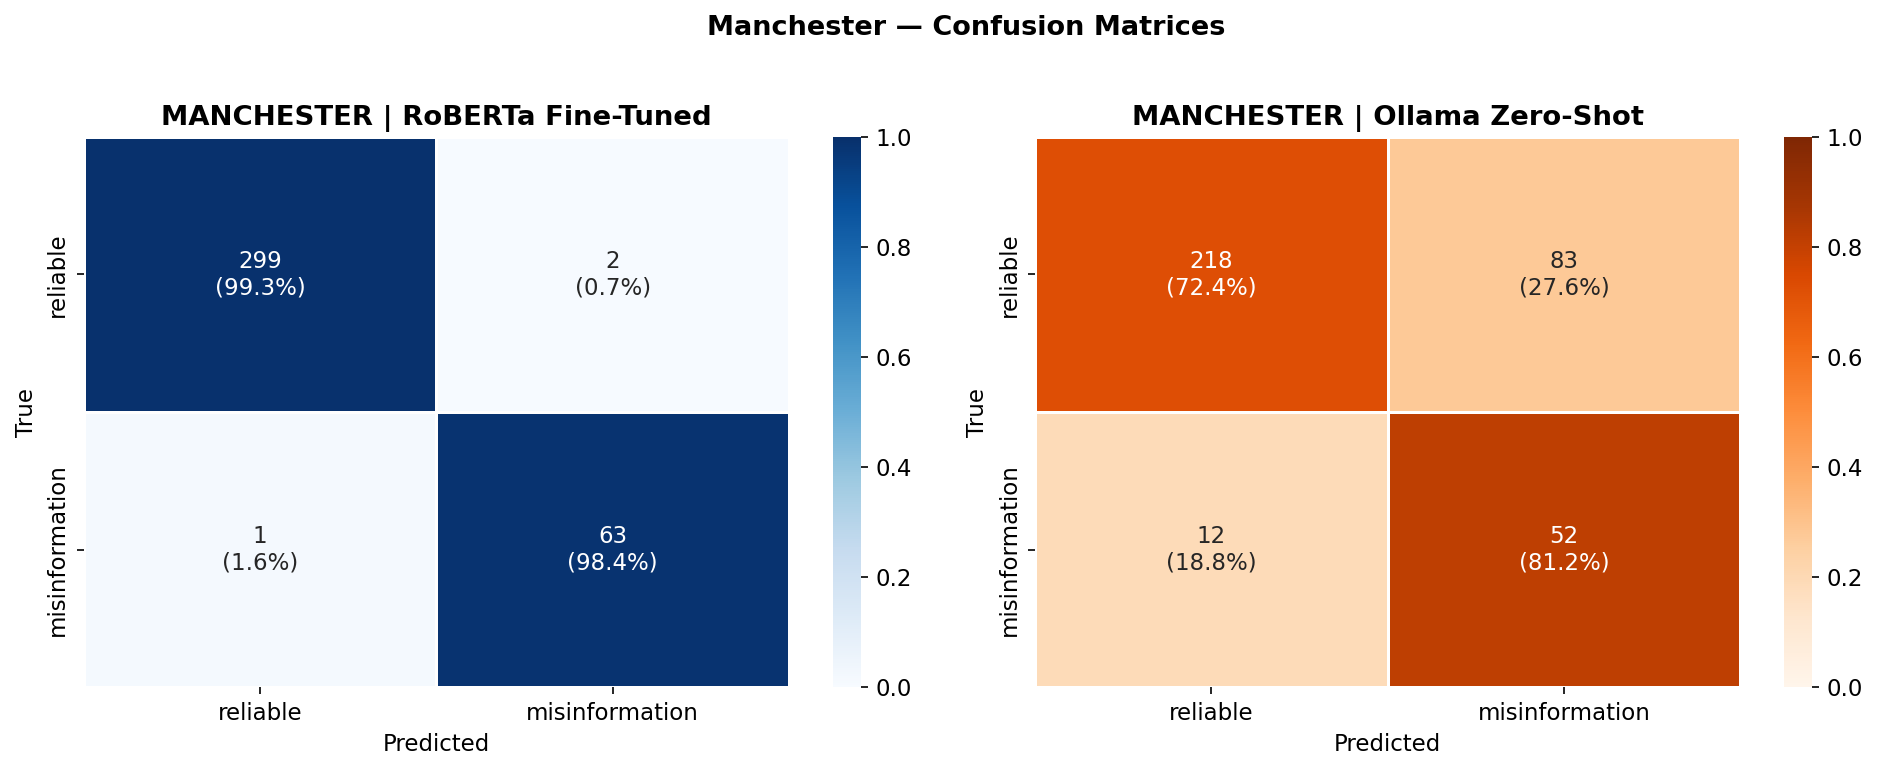 Manchester — Confusion Matrices
MANCHESTER | RoBERTa Fine-Tuned
True
reliable
misinformation
299
(99.3%)
2
(0.7%)
1
(1.6%)
63
(98.4%)
reliable
misinformation
Predicted
1.0
0.8
0.6
0.4
0.2
0.0
MANCHESTER | Ollama Zero-Shot
True
reliable
misinformation
218
(72.4%)
83
(27.6%)
12
(18.8%)
52
(81.2%)
reliable
misinformation
Predicted
1.0
0.8
0.6
0.4
0.2
0.0